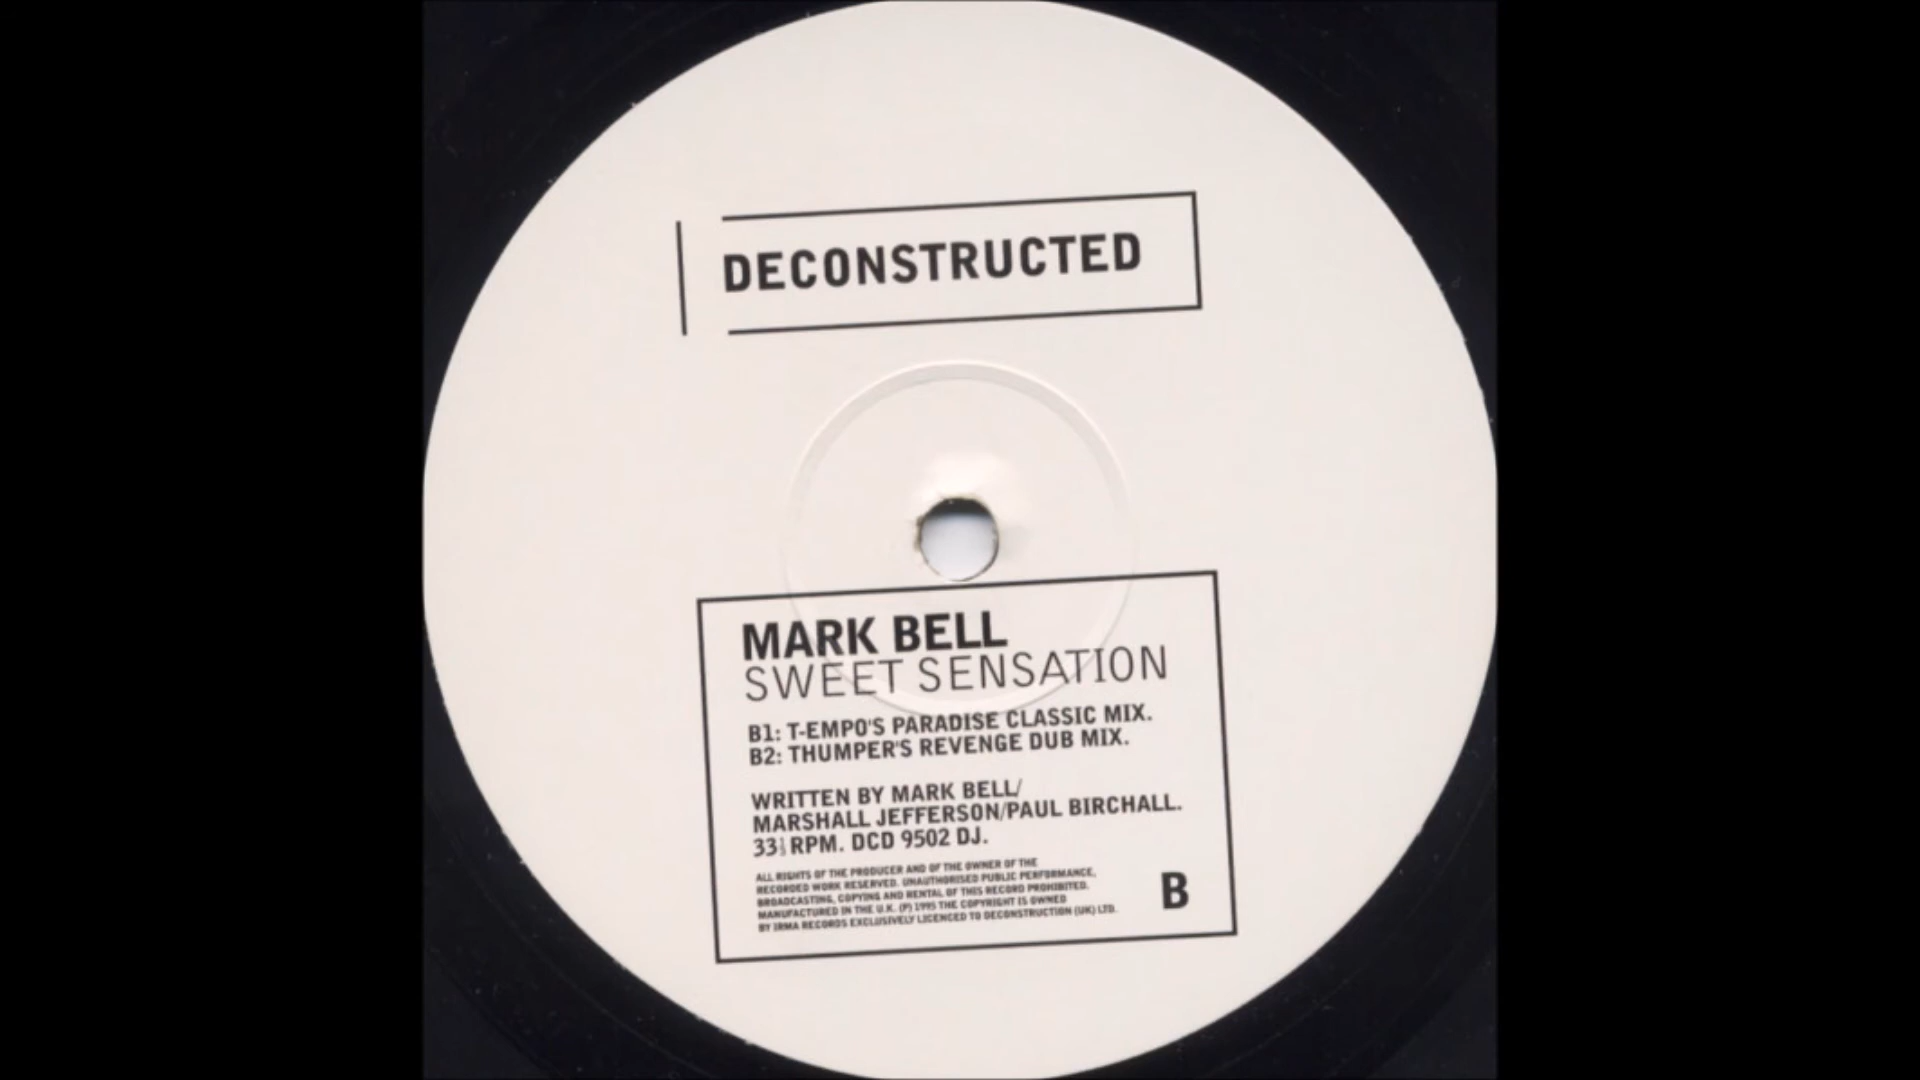 DECONSTRUCTED
MARK BELL
SWEET SENSATION
B1: T-EMPO'S PARADISE CLASSIC MIX.
B2: THUMPER'S REVENGE DUB MIX.
WRITTEN BY MARK BELL/
MARSHALL JEFFERSON/PAUL BIRCHALL.
33⅓ RPM. DCD 9502 DJ.
ALL RIGHTS OF THE PRODUCER AND OF THE OWNER OF THE
RECORDED WORK RESERVED. UNAUTHORISED PUBLIC PERFORMANCE,
BROADCASTING, COPYING AND RENTAL OF THIS RECORD PROHIBITED.
MANUFACTURED IN THE U.K. (P) 1995 THE COPYRIGHT IS OWNED
BY IRMA RECORDS EXCLUSIVELY LICENCED TO DECONSTRUCTION (UK) LTD.
B